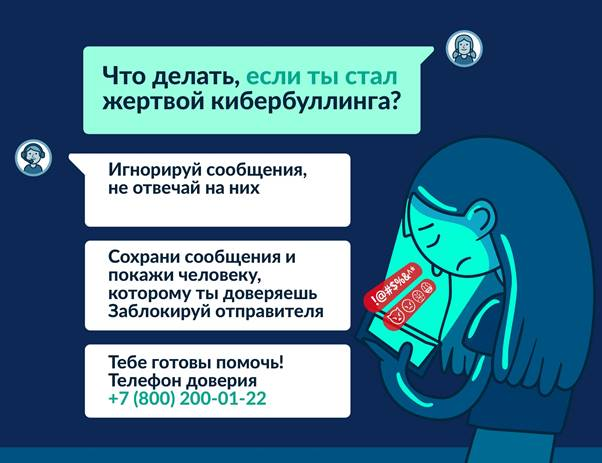 Что делать, если ты стал
жертвой кибербуллинга?
Игнорируй сообщения,
не отвечай на них
Сохрани сообщения и
покажи человеку,
которому ты доверяешь
Заблокируй отправителя
!@#$%&^*
Тебе готовы помочь!
Телефон доверия
+7 (800) 200-01-22